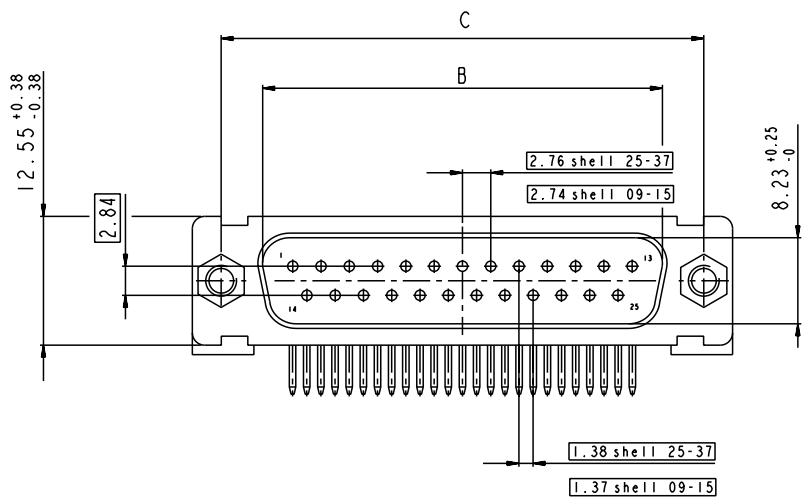 C
B
12.55 +0.38 -0.38
2.76 shell 25-37
2.74 shell 09-15
8.23 +0.25 -0
2.84
1
13
14
25
1.38 shell 25-37
1.37 shell 09-15